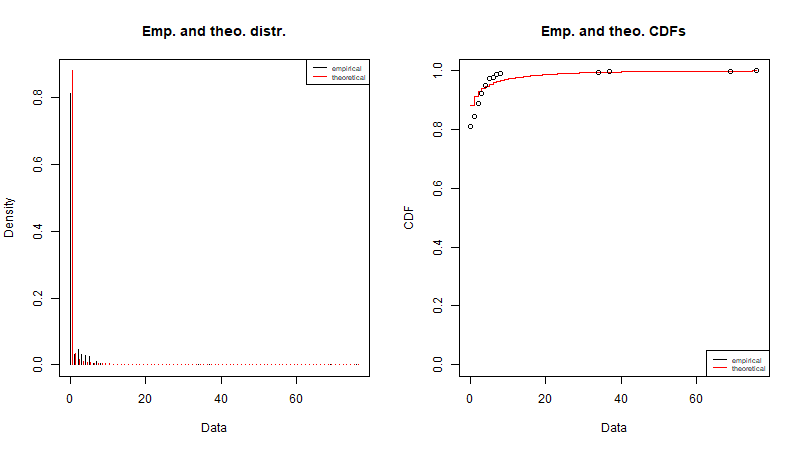 Emp. and theo. distr.
empirical
theoretical
Density
0.0 0.2 0.4 0.6 0.8
0 20 40 60
Data
Emp. and theo. CDFs
CDF
0.0 0.2 0.4 0.6 0.8 1.0
empirical
theoretical
0 20 40 60
Data